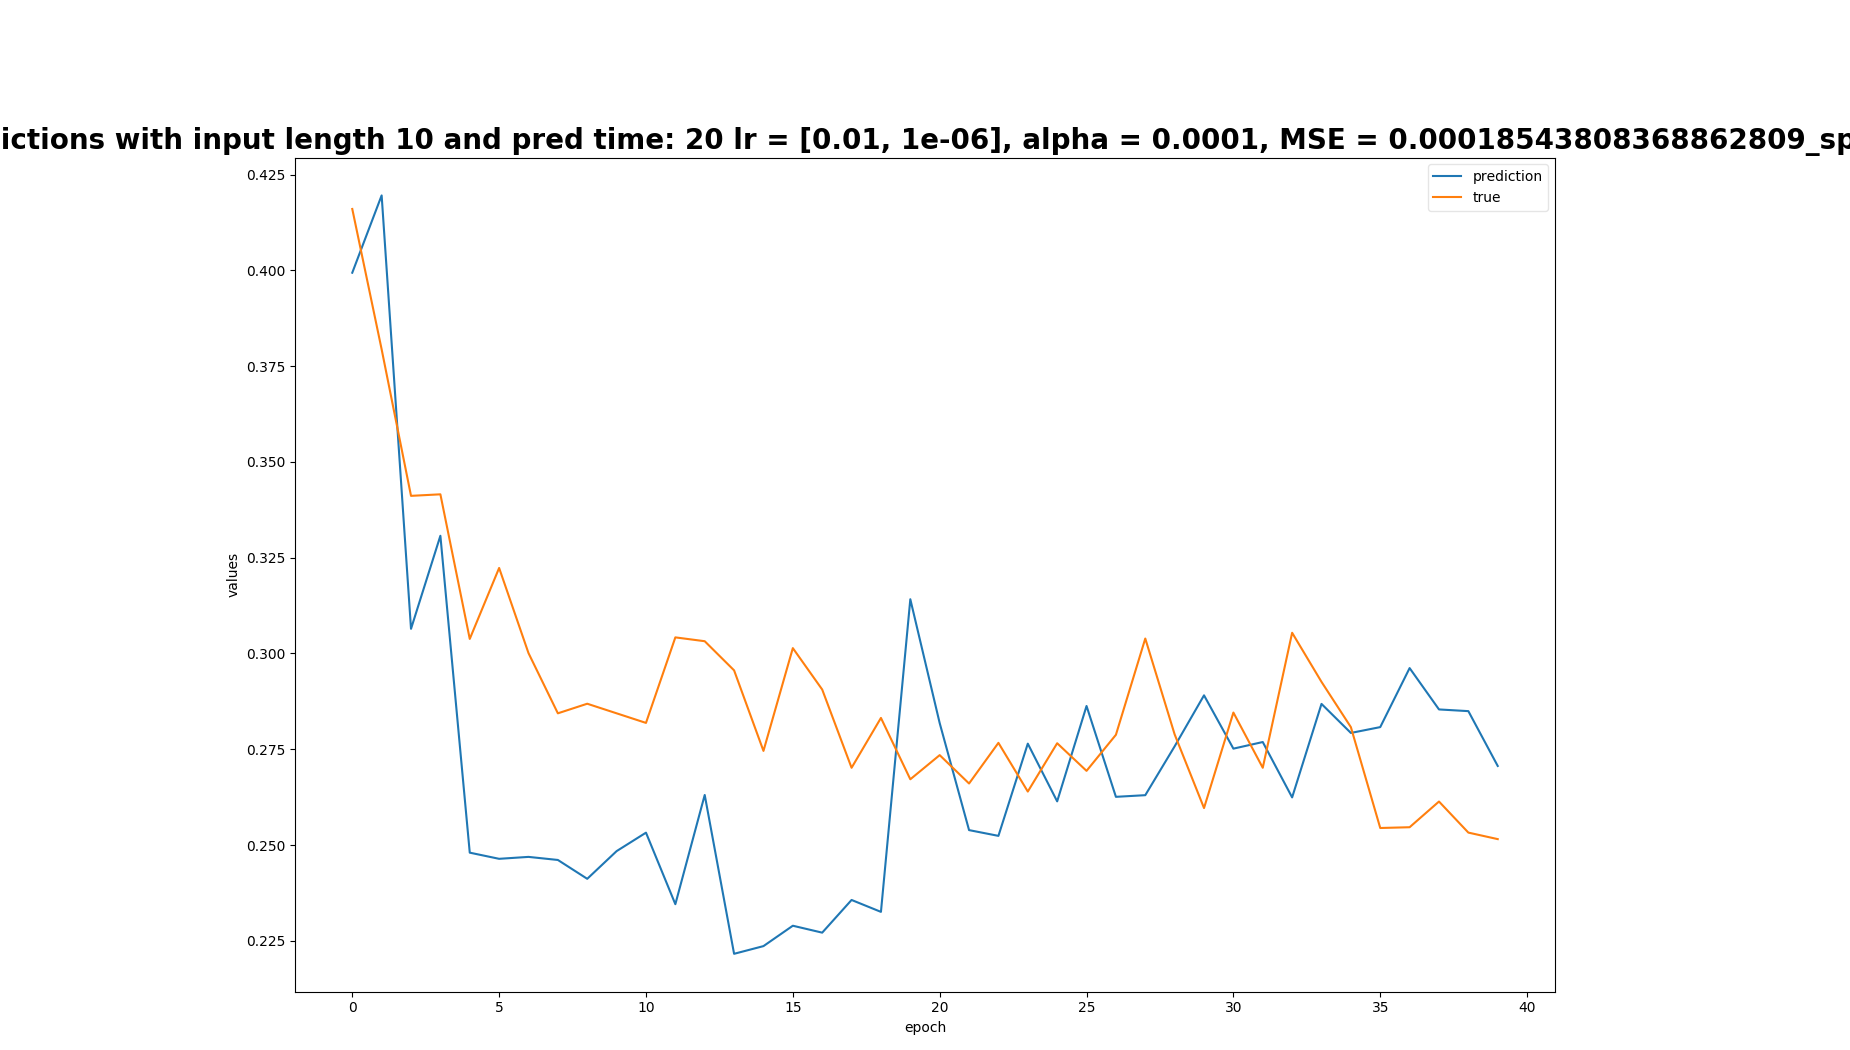 ictions with input length 10 and pred time: 20 lr = [0.01, 1e-06], alpha = 0.0001, MSE = 0.00018543808368862809_sp
prediction
true
0.425
0.400
0.375
0.350
0.325
0.300
0.275
0.250
0.225
values
0 5 10 15 20 25 30 35 40
epoch